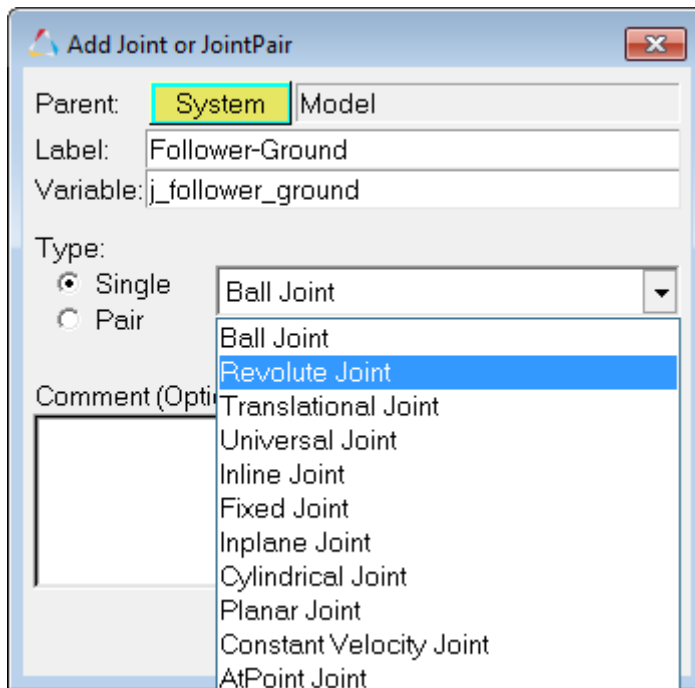 Add Joint or JointPair
Parent: System Model
Label: Follower-Ground
Variable: j_follower_ground
Type:
Single Ball Joint
Pair
Ball Joint
Revolute Joint
Comment (Opti
Translational Joint
Universal Joint
Inline Joint
Fixed Joint
Inplane Joint
Cylindrical Joint
Planar Joint
Constant Velocity Joint
AtPoint Joint